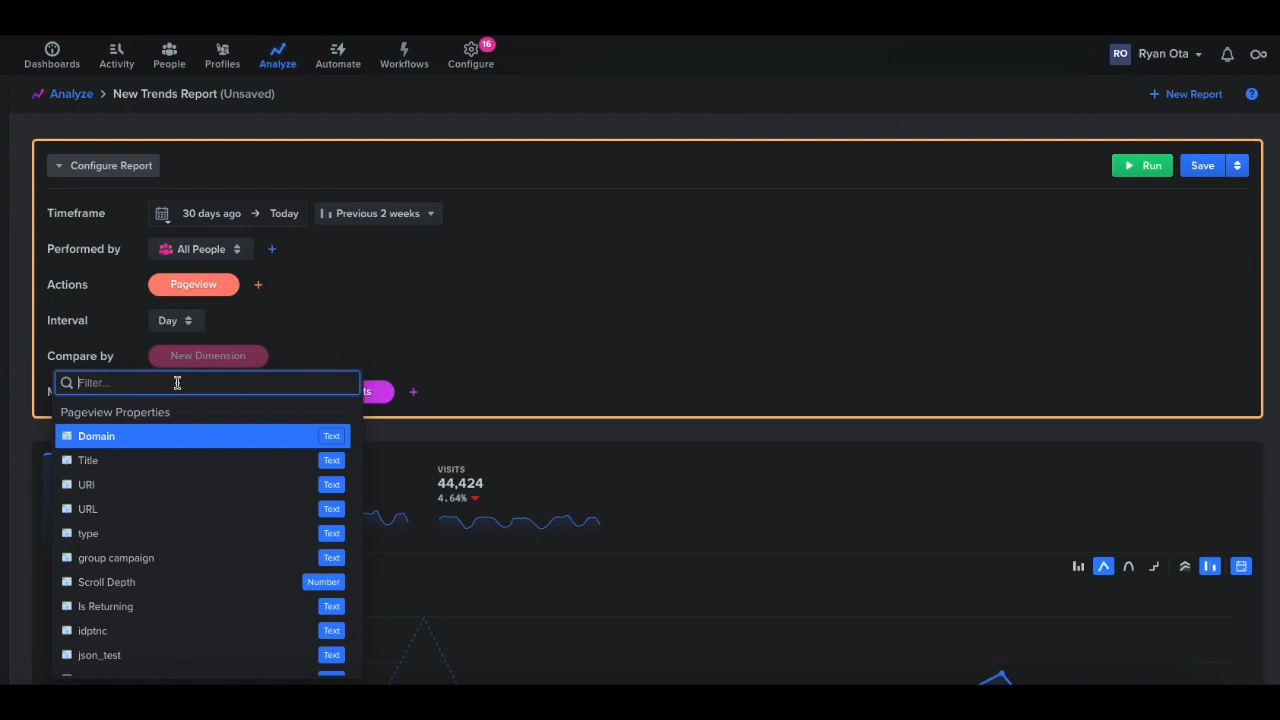 Dashboards Activity People Profiles Analyze Automate Workflows Configure 16 RO Ryan Ota
Analyze > New Trends Report (Unsaved) + New Report ?
Configure Report Run Save
Timeframe 30 days ago → Today Previous 2 weeks
Performed by All People +
Actions Pageview +
Interval Day
Compare by New Dimension
Filter...
+
Pageview Properties
Domain Text
Title Text
URI Text
URL Text
type Text
group campaign Text
Scroll Depth Number
Is Returning Text
idptnc Text
json_test Text
VISITS
44,424
4.64%